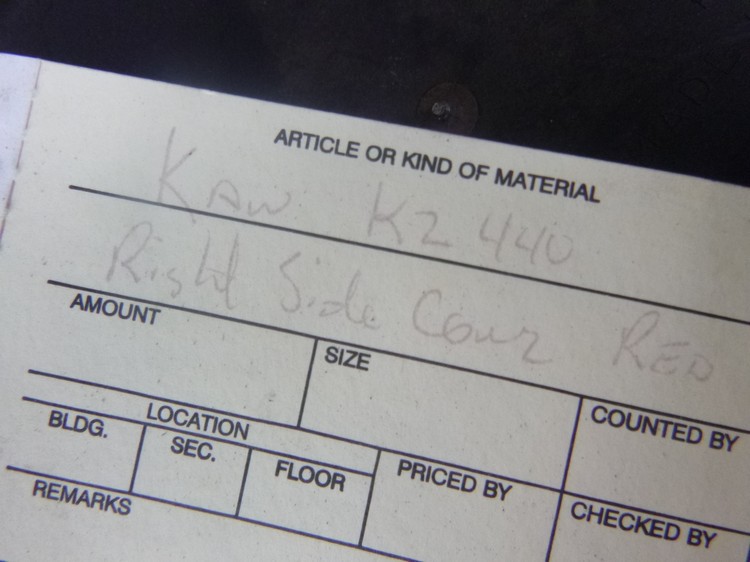 ARTICLE OR KIND OF MATERIAL
KAW KZ 440
Right Side Cover RED
AMOUNT
SIZE
COUNTED BY
LOCATION
BLDG.
SEC.
FLOOR
PRICED BY
CHECKED BY
REMARKS